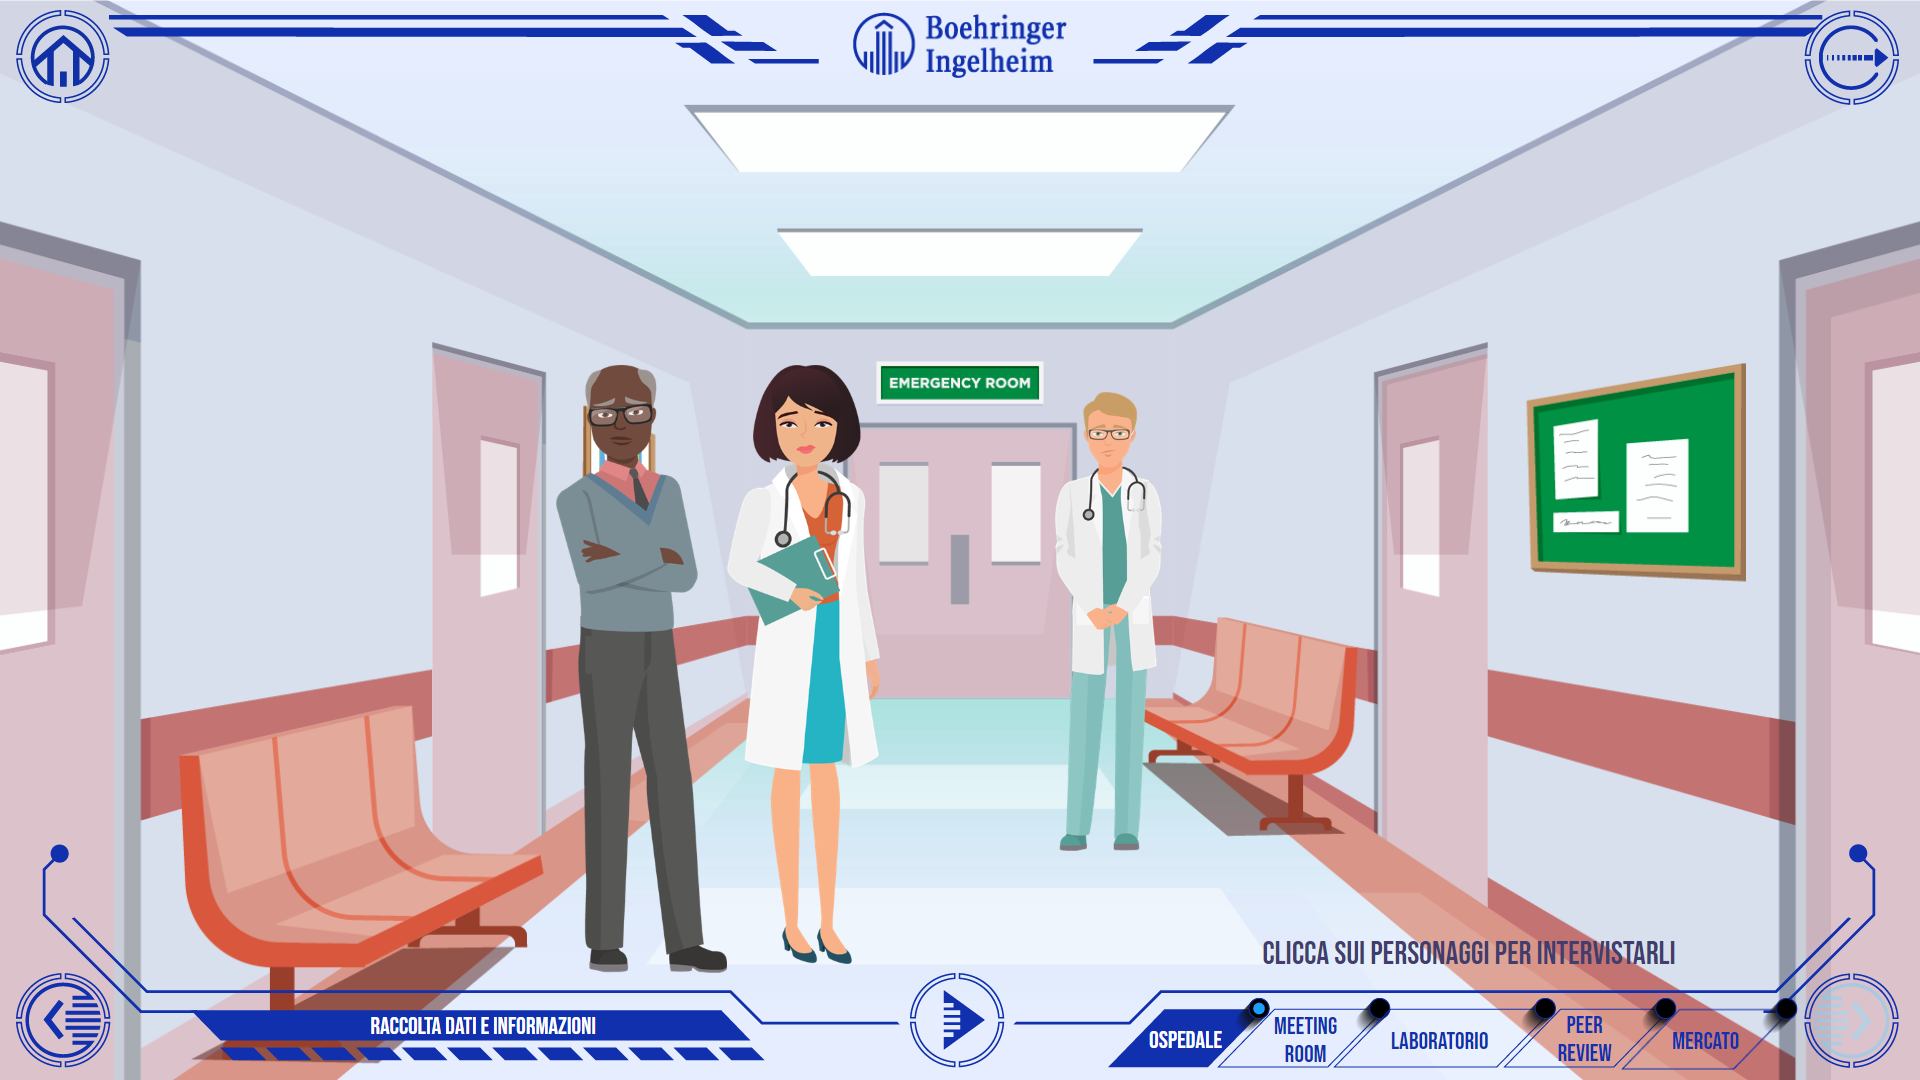 Boehringer
Ingelheim
EMERGENCY ROOM
CLICCA SUI PERSONAGGI PER INTERVISTARLI
RACCOLTA DATI E INFORMAZIONI
OSPEDALE
MEETING
ROOM
LABORATORIO
PEER
REVIEW
MERCATO